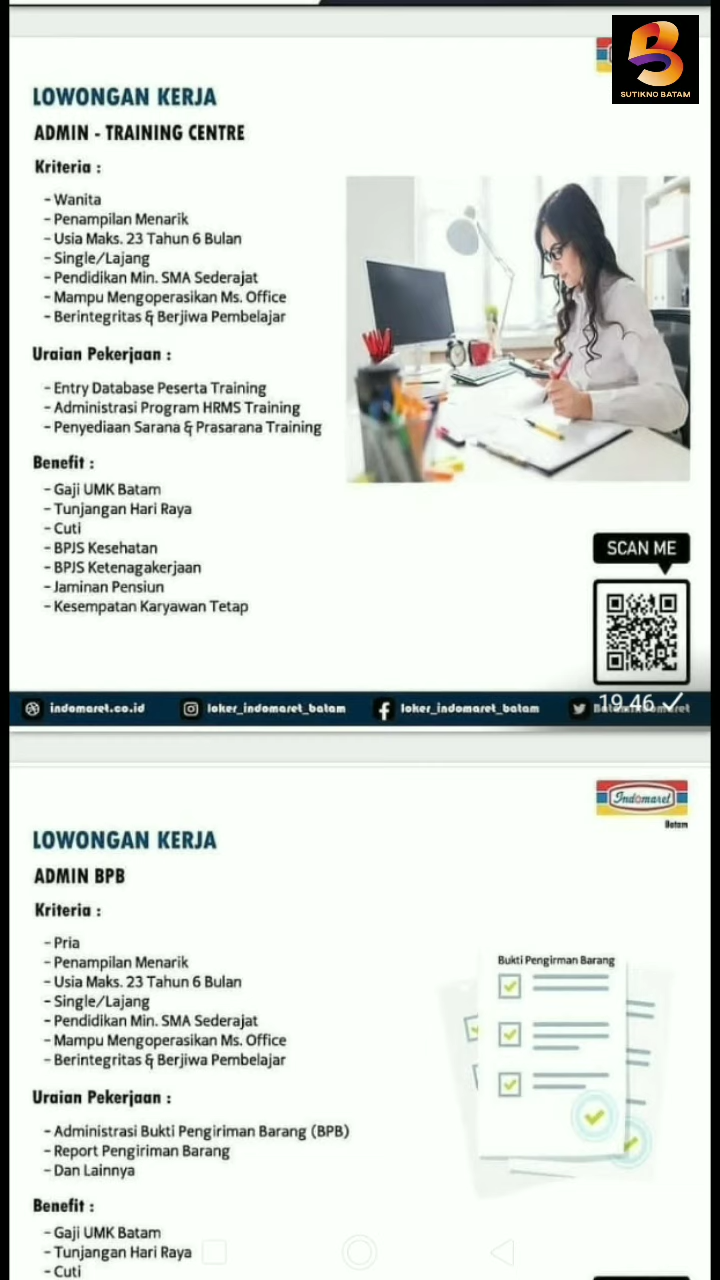 SUTIKNO BATAM
LOWONGAN KERJA
ADMIN - TRAINING CENTRE
Kriteria :
- Wanita
- Penampilan Menarik
- Usia Maks. 23 Tahun 6 Bulan
- Single/Lajang
- Pendidikan Min. SMA Sederajat
- Mampu Mengoperasikan Ms. Office
- Berintegritas & Berjiwa Pembelajar
Uraian Pekerjaan :
- Entry Database Peserta Training
- Administrasi Program HRMS Training
- Penyediaan Sarana & Prasarana Training
Benefit :
- Gaji UMK Batam
- Tunjangan Hari Raya
- Cuti
- BPJS Kesehatan
- BPJS Ketenagakerjaan
- Jaminan Pensiun
- Kesempatan Karyawan Tetap
SCAN ME
indomaret.co.id loker_indomaret_batam loker_indomaret_batam
19.46
Indomaret
Batam
LOWONGAN KERJA
ADMIN BPB
Kriteria :
- Pria
- Penampilan Menarik
- Usia Maks. 23 Tahun 6 Bulan
- Single/Lajang
- Pendidikan Min. SMA Sederajat
- Mampu Mengoperasikan Ms. Office
- Berintegritas & Berjiwa Pembelajar
Bukti Pengirman Barang
Uraian Pekerjaan :
- Administrasi Bukti Pengiriman Barang (BPB)
- Report Pengiriman Barang
- Dan Lainnya
Benefit :
- Gaji UMK Batam
- Tunjangan Hari Raya
- Cuti